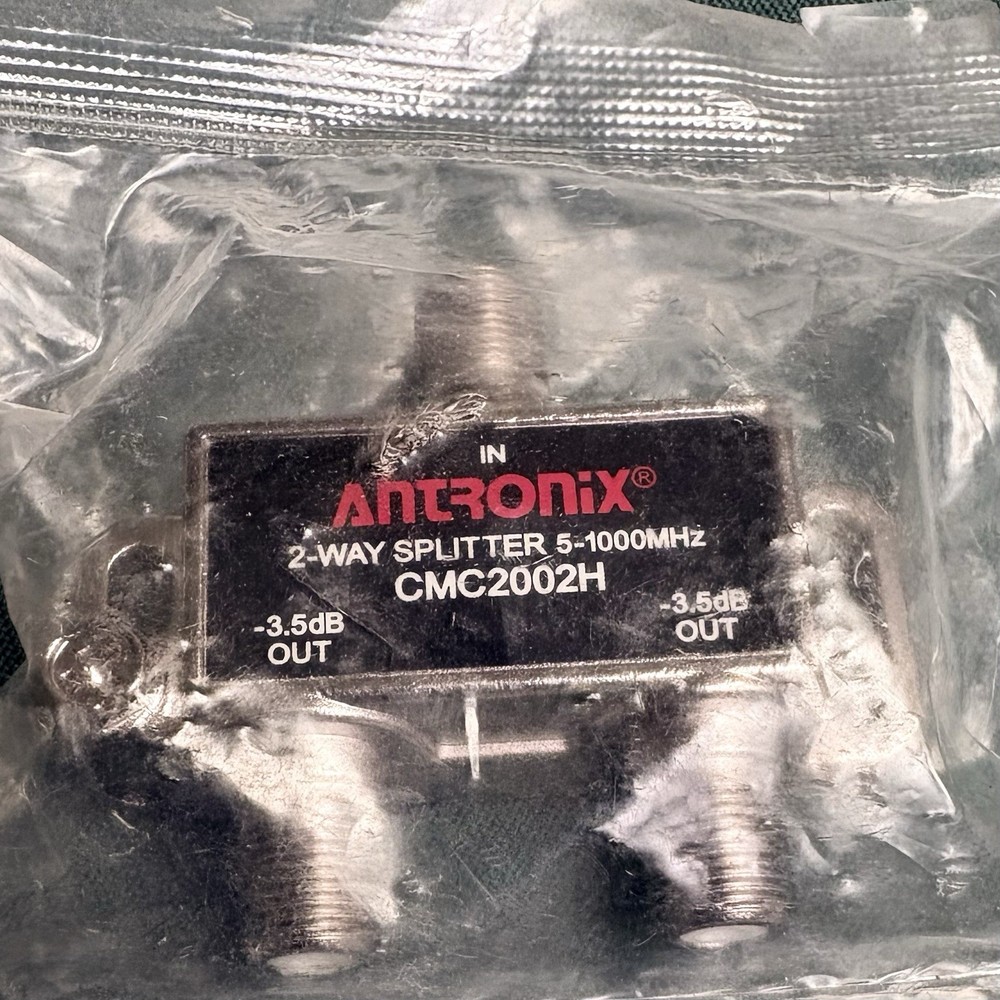 IN
ANTRONIX®
2-WAY SPLITTER 5-1000MHz
CMC2002H
-3.5dB
OUT
-3.5dB
OUT